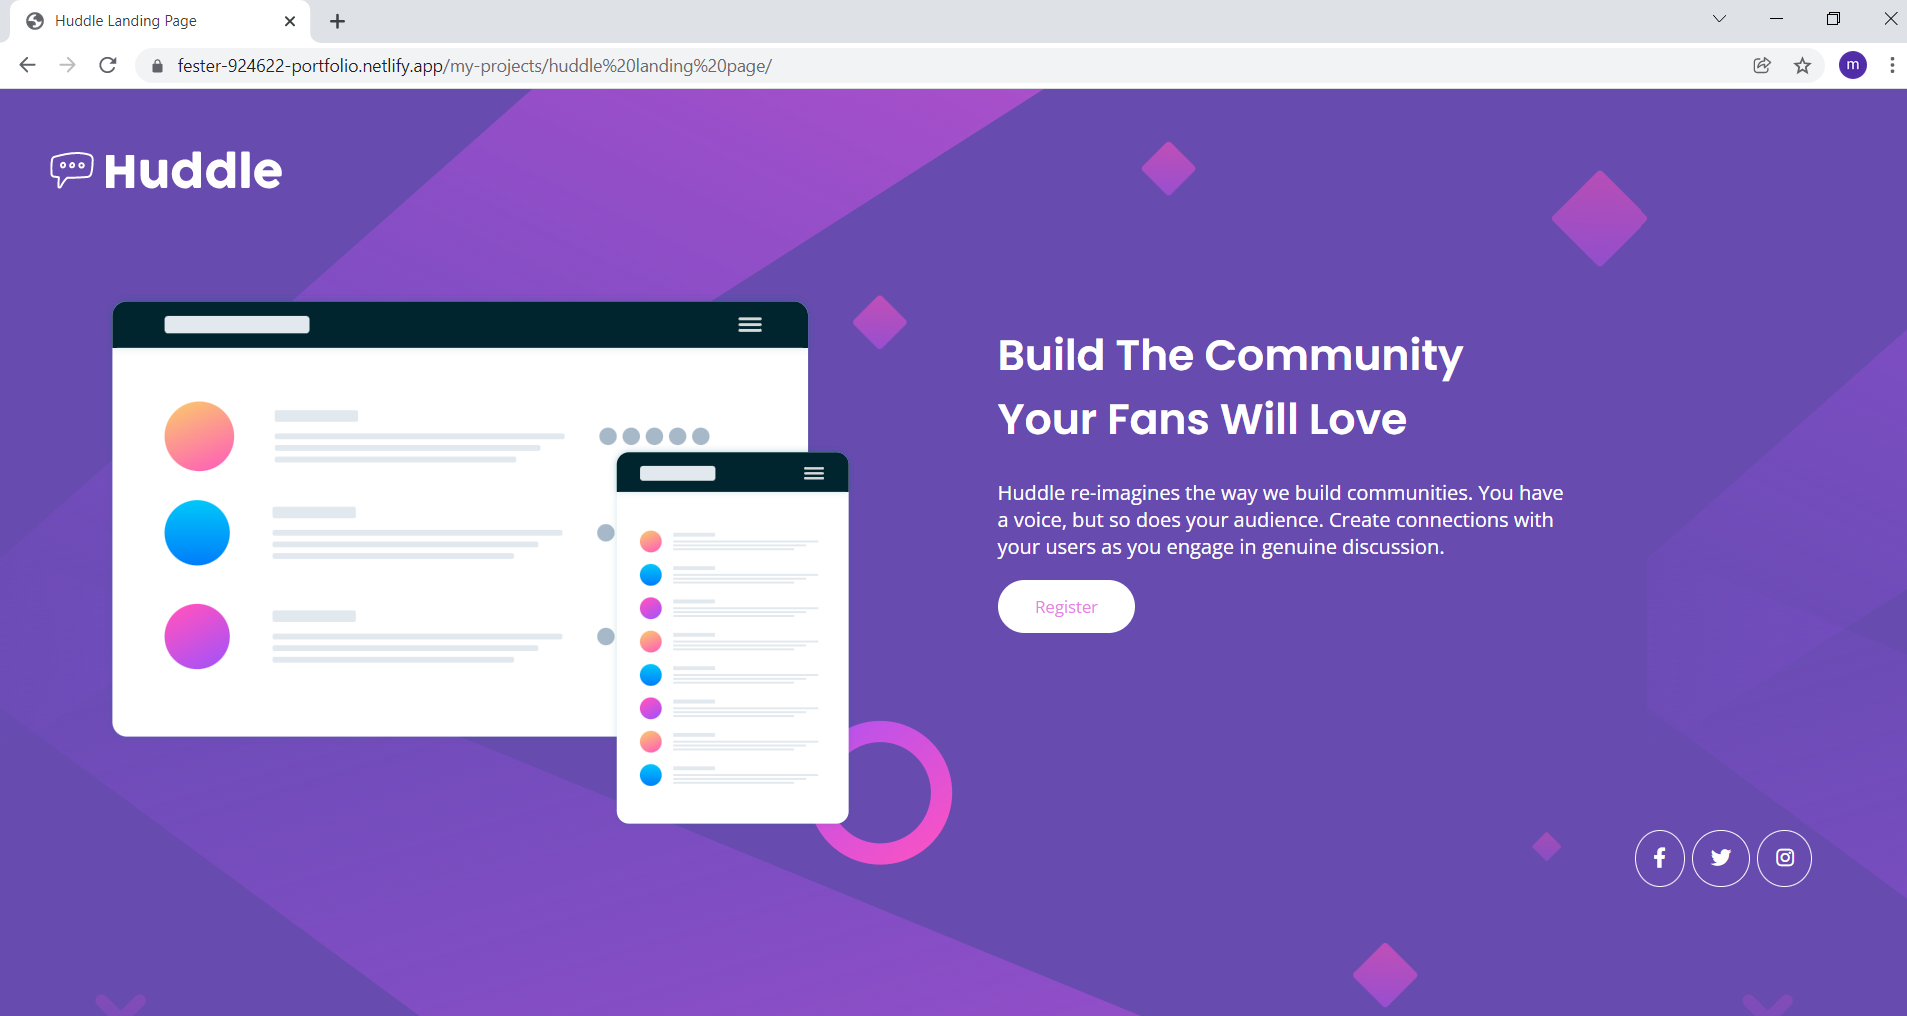 Huddle Landing Page
fester-924622-portfolio.netlify.app/my-projects/huddle%20landing%20page/
m
Huddle
Build The Community
Your Fans Will Love
Huddle re-imagines the way we build communities. You have
a voice, but so does your audience. Create connections with
your users as you engage in genuine discussion.
Register